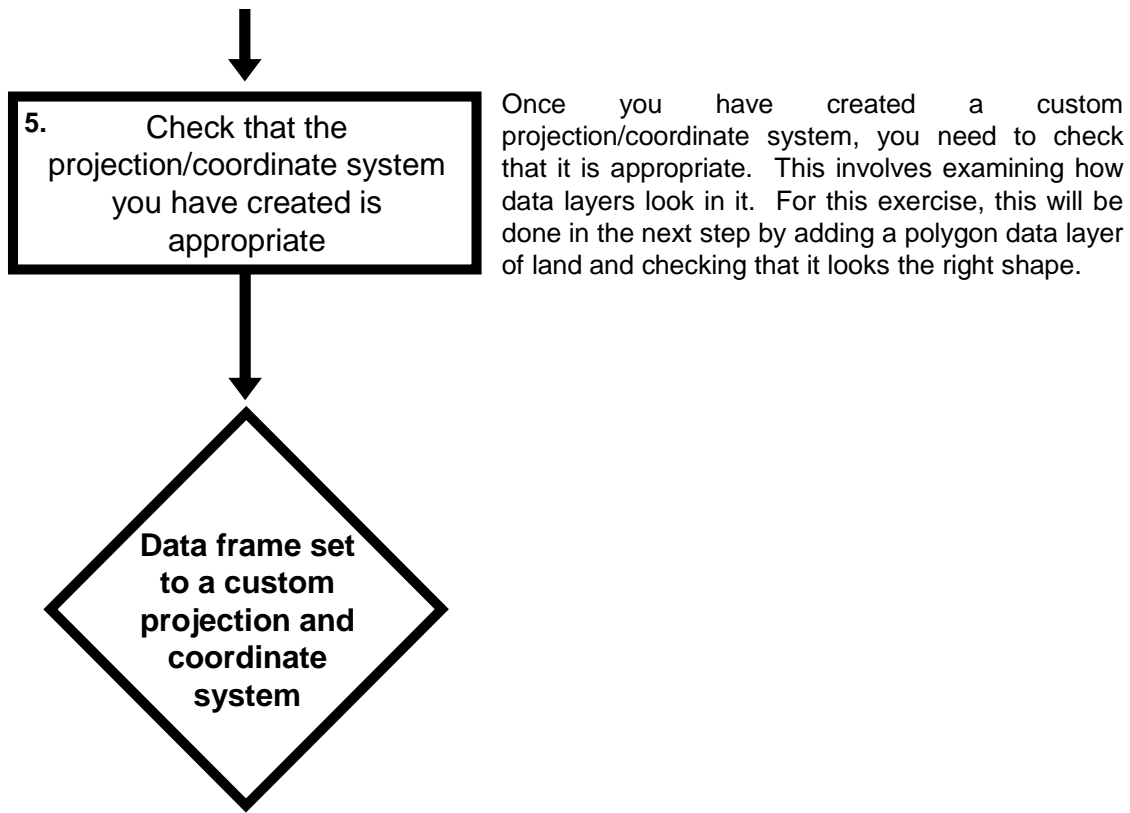 5. Check that the
projection/coordinate system
you have created is
appropriate
Once you have created a custom
projection/coordinate system, you need to check
that it is appropriate. This involves examining how
data layers look in it. For this exercise, this will be
done in the next step by adding a polygon data layer
of land and checking that it looks the right shape.
Data frame set
to a custom
projection and
coordinate
system